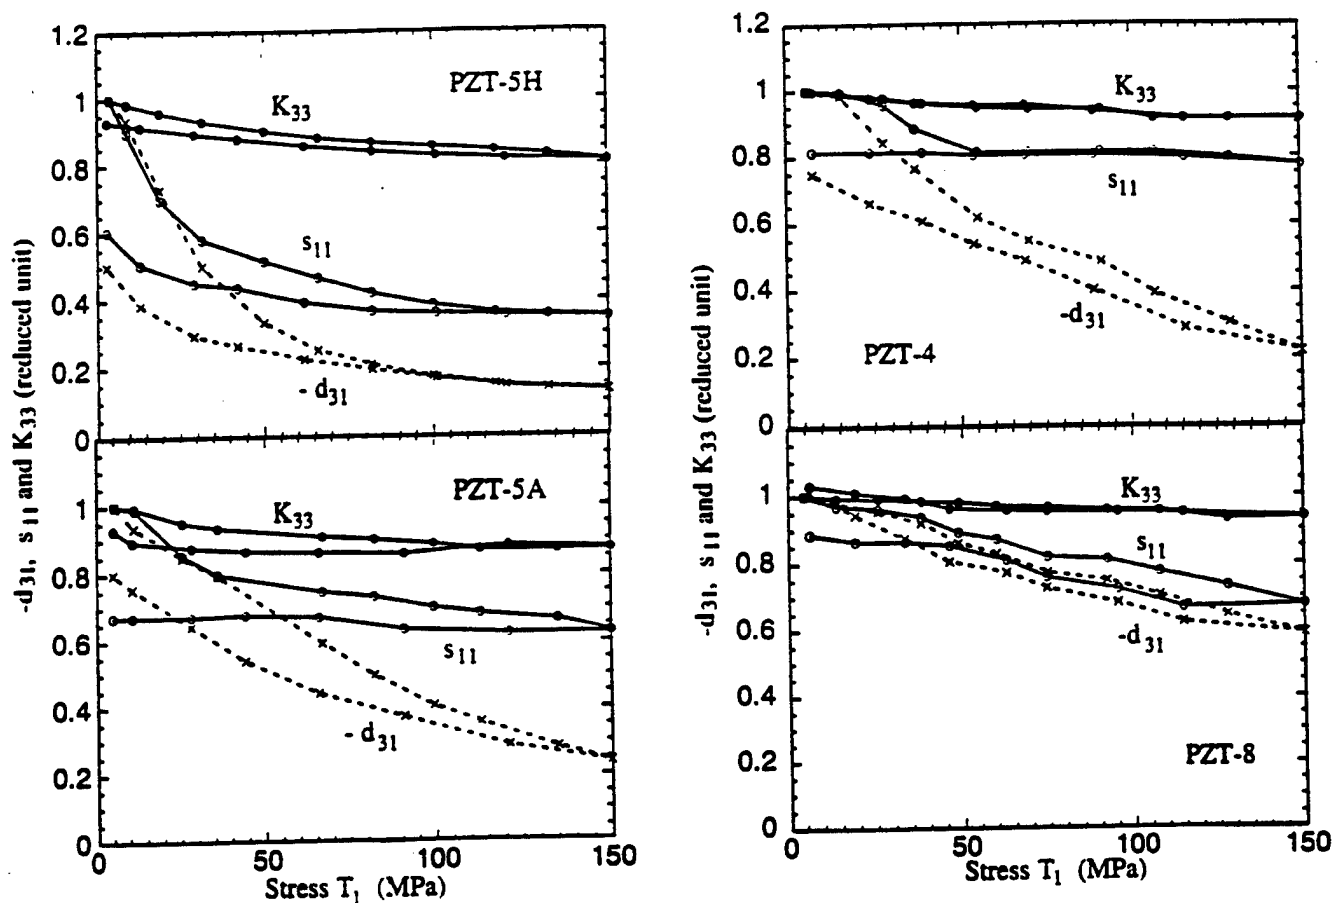 -d31, s11 and K33 (reduced unit)
1.2
1
0.8
0.6
0.4
0.2
0
PZT-5H
K33
s11
- d31
1
0.8
0.6
0.4
0.2
0
PZT-5A
K33
s11
- d31
0
50
100
150
Stress T1 (MPa)
-d31, s11 and K33 (reduced unit)
1.2
1
0.8
0.6
0.4
0.2
0
K33
s11
-d31
PZT-4
1
0.8
0.6
0.4
0.2
0
K33
s11
-d31
PZT-8
0
50
100
150
Stress T1 (MPa)